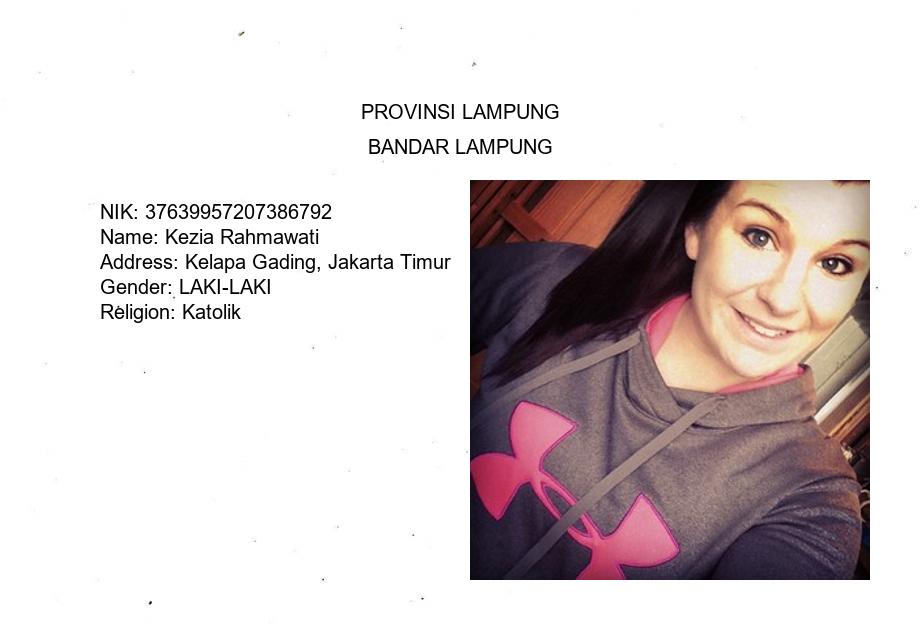 PROVINSI LAMPUNG
BANDAR LAMPUNG
NIK: 37639957207386792
Name: Kezia Rahmawati
Address: Kelapa Gading, Jakarta Timur
Gender: LAKI-LAKI
Religion: Katolik